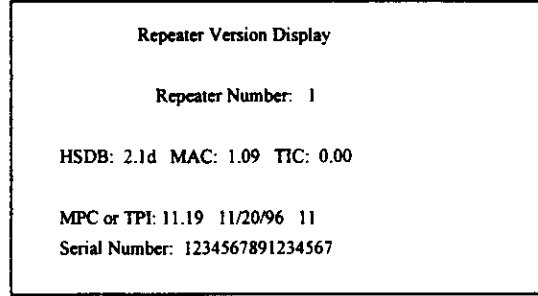 Repeater Version Display
Repeater Number: 1
HSDB: 2.1d MAC: 1.09 TIC: 0.00
MPC or TPI: 11.19 11/20/96 11
Serial Number: 1234567891234567